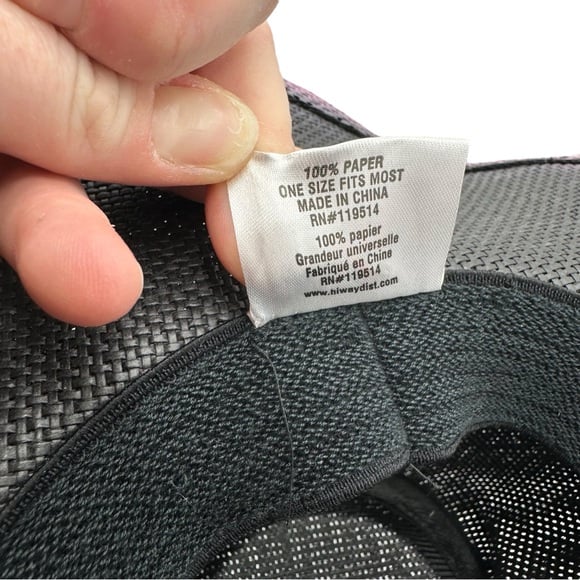 100% PAPER
ONE SIZE FITS MOST
MADE IN CHINA
RN#119514
100% papier
Grandeur universelle
Fabriqué en Chine
RN#119514
www.hiwaydist.com